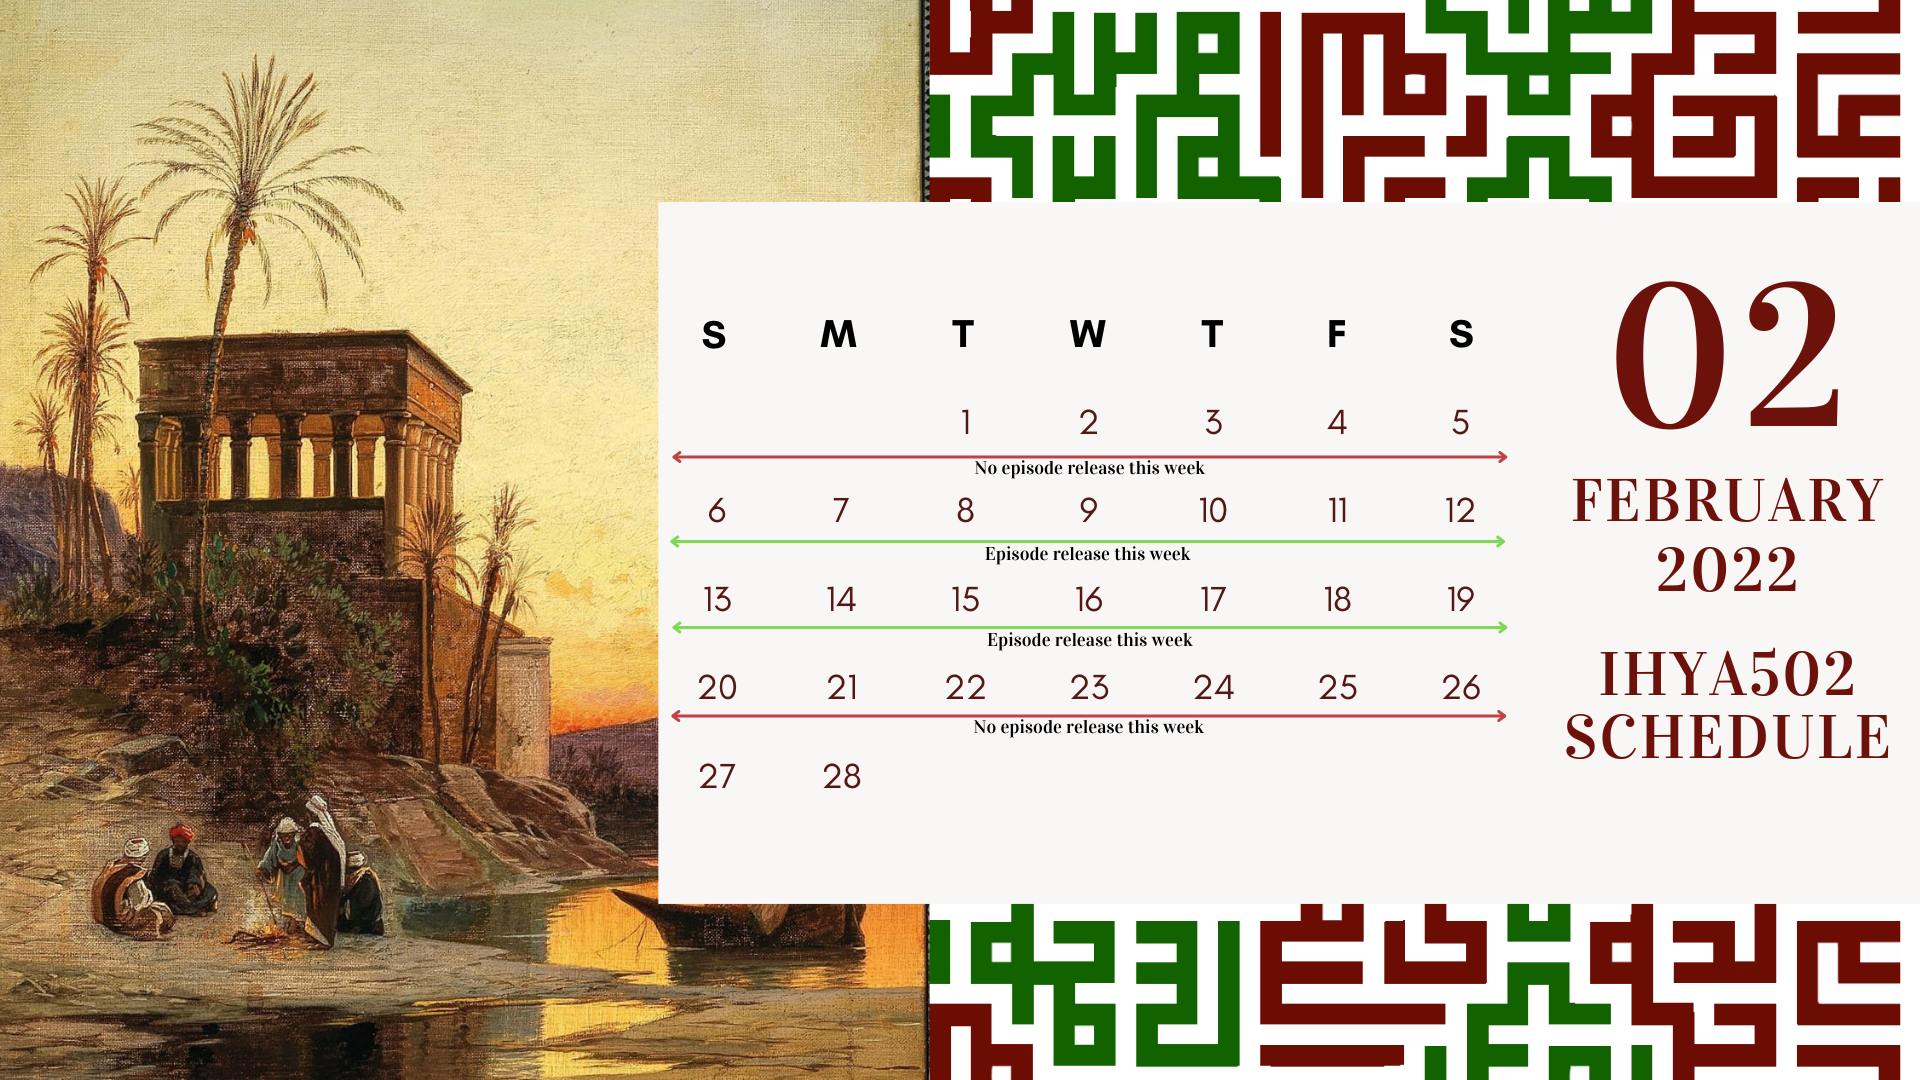 S M T W T F S
1 2 3 4 5
No episode release this week
6 7 8 9 10 11 12
Episode release this week
13 14 15 16 17 18 19
Episode release this week
20 21 22 23 24 25 26
No episode release this week
27 28
02
FEBRUARY
2022
IHYA502
SCHEDULE